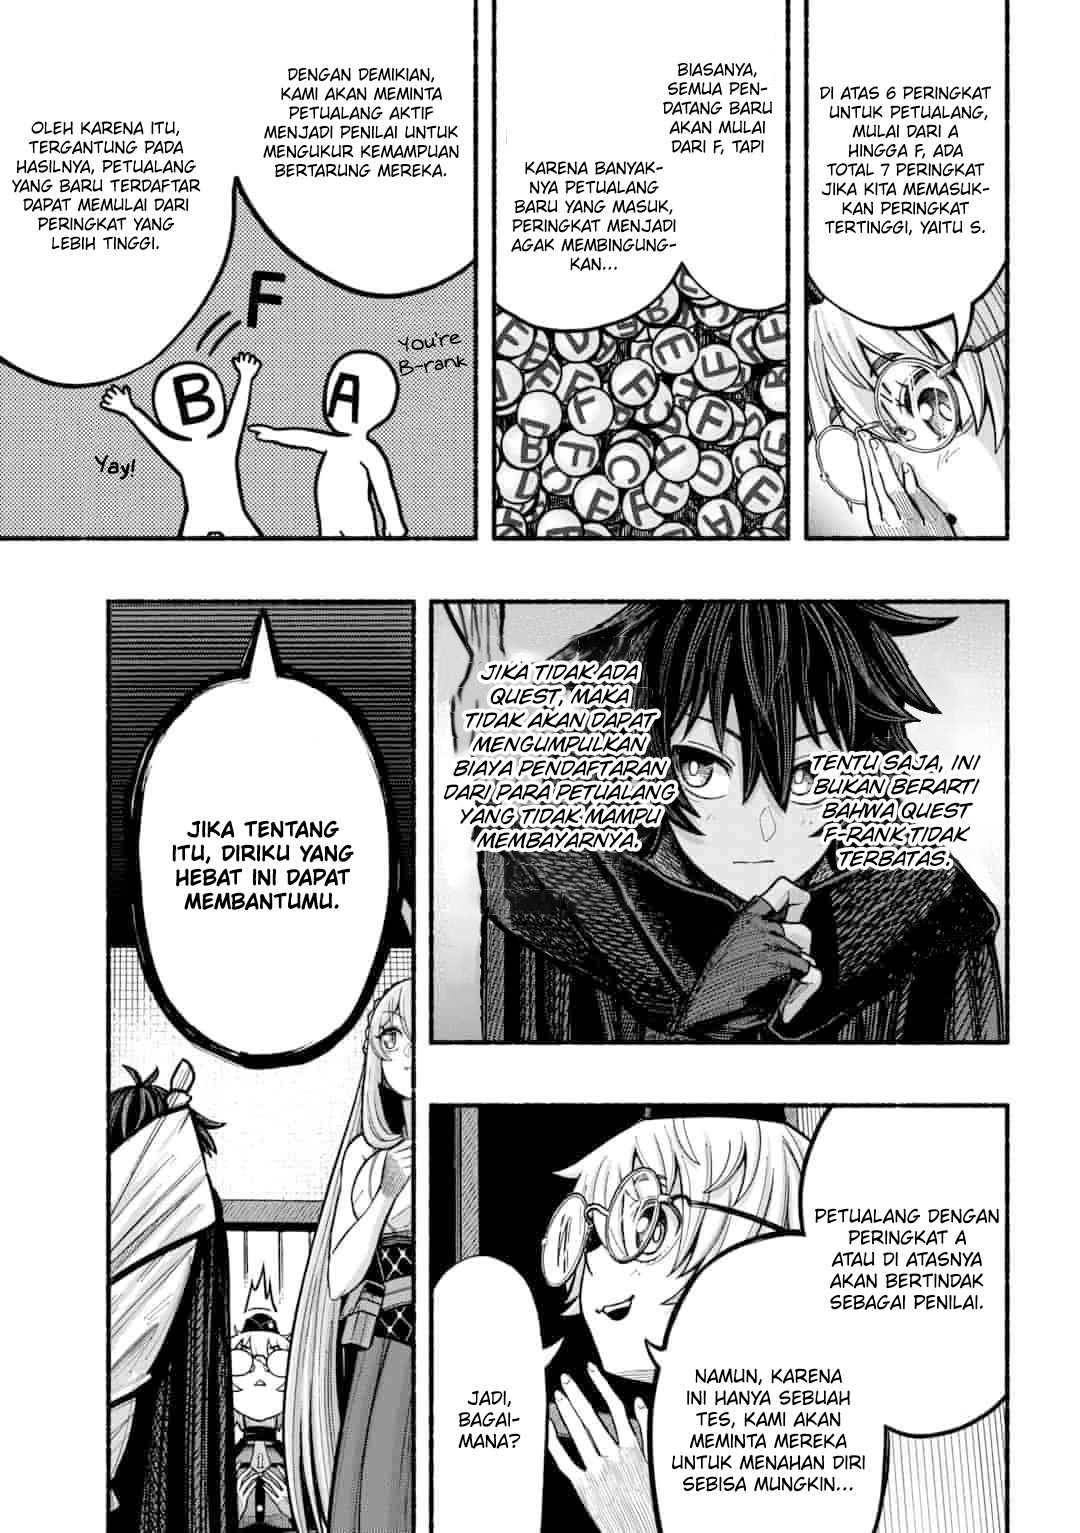 DI ATAS 6 PERINGKAT
UNTUK PETUALANG,
MULAI DARI A
HINGGA F, ADA
TOTAL 7 PERINGKAT
JIKA KITA MEMASUK-
KAN PERINGKAT
TERTINGGI, YAITU S.
BIASANYA,
SEMUA PEN-
DATANG BARU
AKAN MULAI
DARI F, TAPI
KARENA BANYAK-
NYA PETUALANG
BARU YANG MASUK,
PERINGKAT MENJADI
AGAK MEMBINGUNG-
KAN...
DENGAN DEMIKIAN,
KAMI AKAN MEMINTA
PETUALANG AKTIF
MENJADI PENILAI UNTUK
MENGUKUR KEMAMPUAN
BERTARUNG MEREKA.
OLEH KARENA ITU,
TERGANTUNG PADA
HASILNYA, PETUALANG
YANG BARU TERDAFTAR
DAPAT MEMULAI DARI
PERINGKAT YANG
LEBIH TINGGI.
F
You're
B-rank
A
B
Yay!
TENTU SAJA, INI
BUKAN BERARTI
BAHWA QUEST
F-RANK TIDAK
TERBATAS.
JIKA TIDAK ADA
QUEST, MAKA
TIDAK AKAN DAPAT
MENGUMPULKAN
BIAYA PENDAFTARAN
DARI PARA PETUALANG
YANG TIDAK MAMPU
MEMBAYARNYA.
JIKA TENTANG
ITU, DIRIKU YANG
HEBAT INI DAPAT
MEMBANTUMU.
PETUALANG DENGAN
PERINGKAT A
ATAU DI ATASNYA
AKAN BERTINDAK
SEBAGAI PENILAI.
NAMUN, KARENA
INI HANYA SEBUAH
TES, KAMI AKAN
MEMINTA MEREKA
UNTUK MENAHAN DIRI
SEBISA MUNGKIN...
JADI,
BAGAI-
MANA?